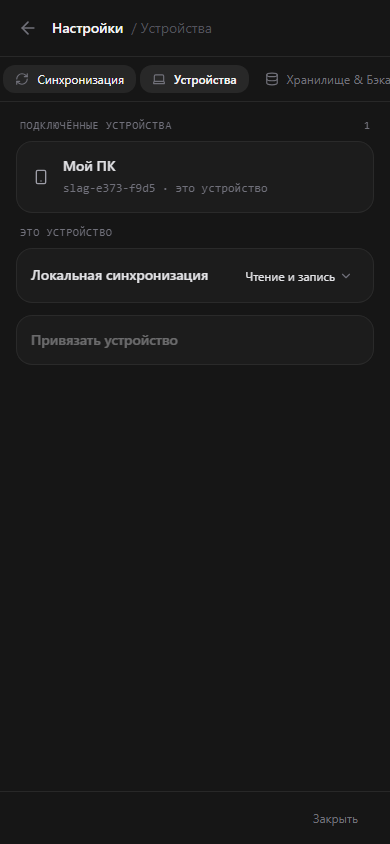 Настройки / Устройства
Синхронизация Устройства Хранилище & Бэка
ПОДКЛЮЧЁННЫЕ УСТРОЙСТВА 1
Мой ПК
slag-e373-f9d5 · это устройство
ЭТО УСТРОЙСТВО
Локальная синхронизация Чтение и запись
Привязать устройство
Закрыть